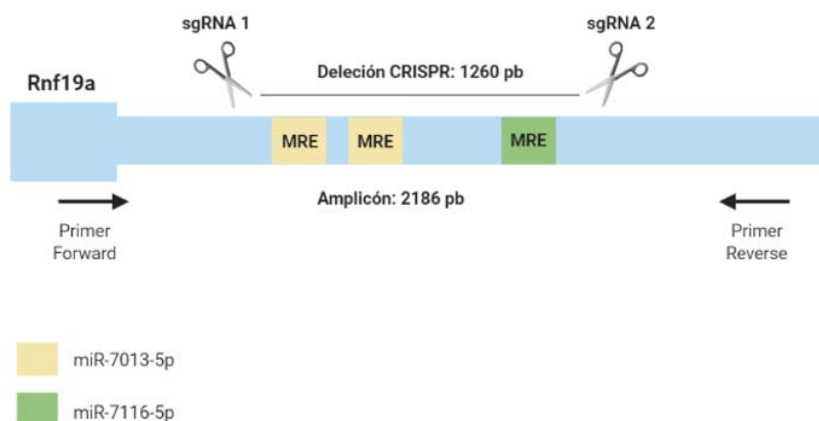 sgRNA 1
sgRNA 2
Deleción CRISPR: 1260 pb
Rnf19a
MRE
MRE
MRE
Amplicón: 2186 pb
Primer
Forward
Primer
Reverse
miR-7013-5p
miR-7116-5p